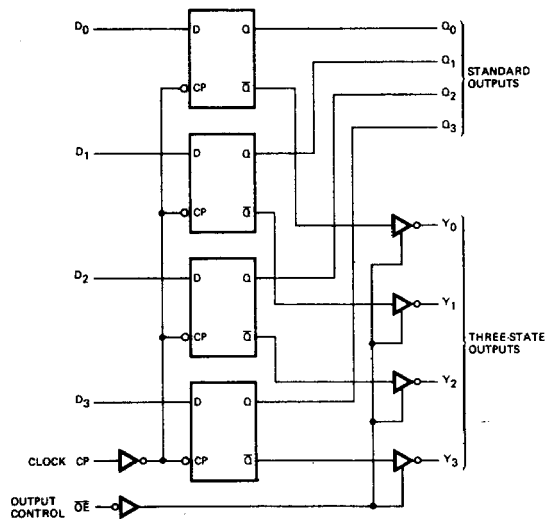 D0 D Q Q0
Q1
STANDARD
OUTPUTS
CP Q̅ Q2
Q3
D1 D Q
CP Q̅
Y0
D2 D Q
Y1
THREE-STATE
OUTPUTS
CP Q̅
Y2
D3 D Q
CLOCK CP CP Q̅ Y3
OUTPUT
CONTROL O̅E̅